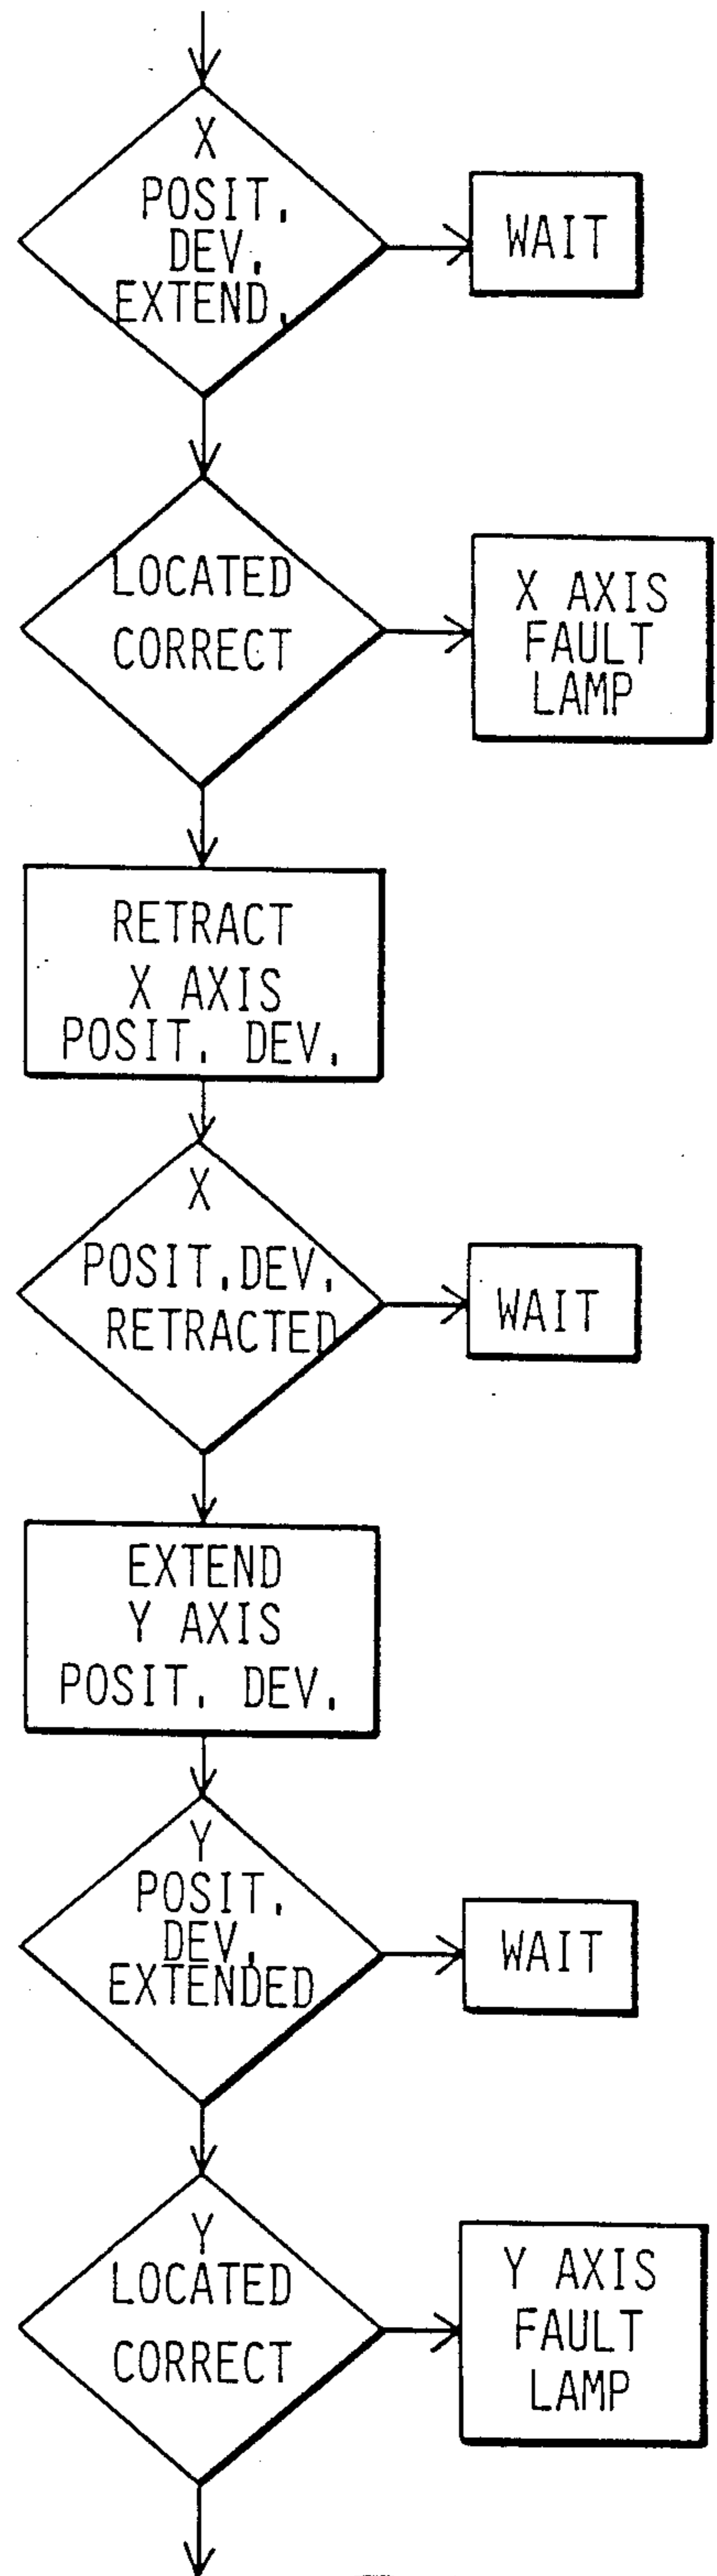 X
POSIT.
DEV.
EXTEND.
WAIT
LOCATED
CORRECT
X AXIS
FAULT
LAMP
RETRACT
X AXIS
POSIT. DEV.
X
POSIT.DEV.
RETRACTED
WAIT
EXTEND
Y AXIS
POSIT. DEV.
Y
POSIT.
DEV.
EXTENDED
WAIT
Y
LOCATED
CORRECT
Y AXIS
FAULT
LAMP